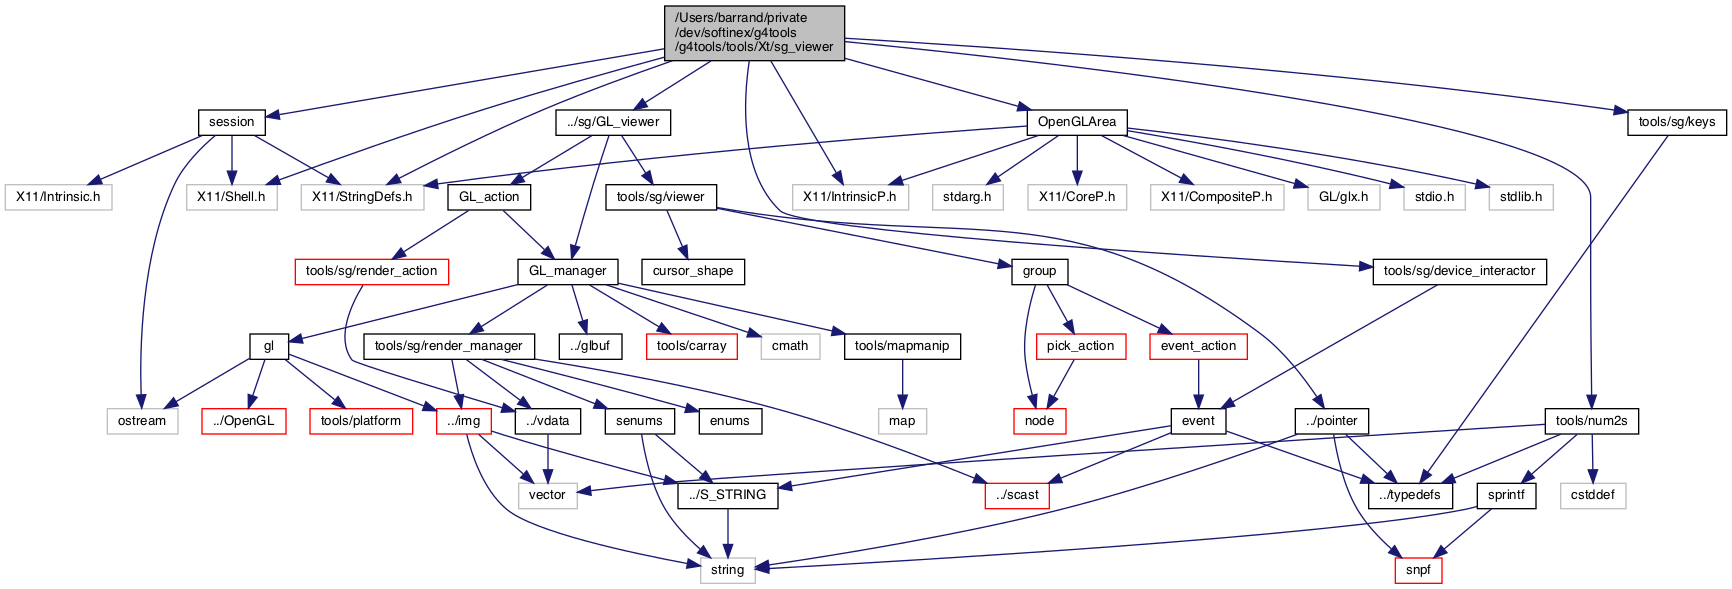 /Users/barrand/private
/dev/softinex/g4tools
/g4tools/tools/Xt/sg_viewer
session
../sg/GL_viewer
OpenGLArea
tools/sg/keys
X11/Intrinsic.h
X11/Shell.h
X11/StringDefs.h
GL_action
tools/sg/viewer
X11/IntrinsicP.h
stdarg.h
X11/CoreP.h
X11/CompositeP.h
GL/glx.h
stdio.h
stdlib.h
tools/sg/render_action
GL_manager
cursor_shape
group
tools/sg/device_interactor
gl
tools/sg/render_manager
../glbuf
tools/carray
cmath
tools/mapmanip
pick_action
event_action
ostream
../OpenGL
tools/platform
../img
../vdata
senums
enums
map
node
event
../pointer
tools/num2s
vector
../S_STRING
../scast
../typedefs
sprintf
cstddef
string
snpf